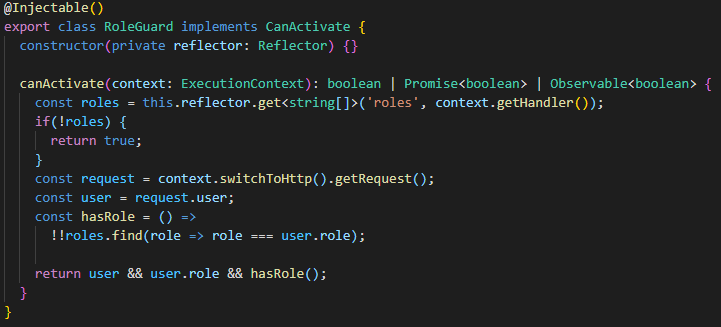 @Injectable()
export class RoleGuard implements CanActivate {
  constructor(private reflector: Reflector) {}

  canActivate(context: ExecutionContext): boolean | Promise<boolean> | Observable<boolean> {
    const roles = this.reflector.get<string[]>('roles', context.getHandler());
    if(!roles) {
      return true;
    }
    const request = context.switchToHttp().getRequest();
    const user = request.user;
    const hasRole = () =>
      !!roles.find(role => role === user.role);

    return user && user.role && hasRole();
  }
}